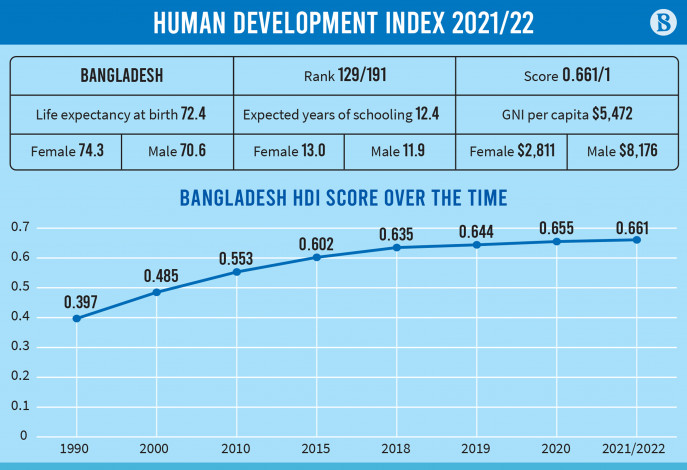 HUMAN DEVELOPMENT INDEX 2021/22
B
BANGLADESH
Rank 129/191
Score 0.661/1
Life expectancy at birth 72.4
Expected years of schooling 12.4
GNI per capita $5,472
Female 74.3
Male 70.6
Female 13.0
Male 11.9
Female $2,811
Male $8,176
BANGLADESH HDI SCORE OVER THE TIME
0.7
0.6
0.5
0.4
0.3
0.2
0.1
0
0.397
0.485
0.553
0.602
0.635
0.644
0.655
0.661
1990
2000
2010
2015
2018
2019
2020
2021/2022